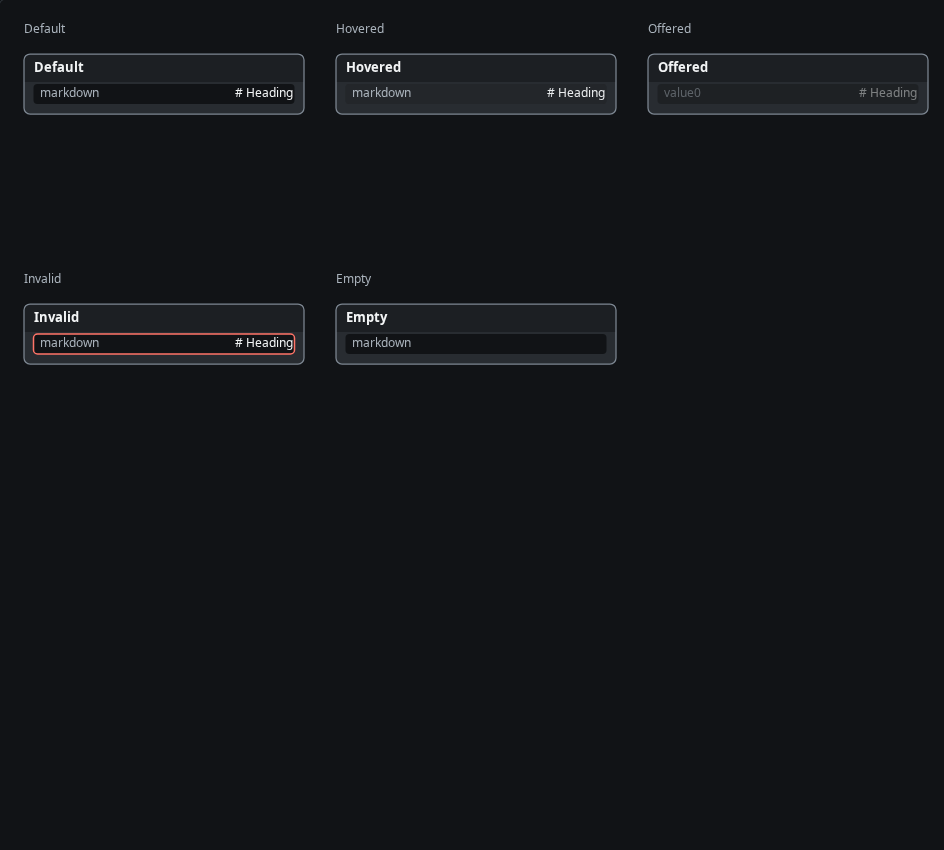 Default
Hovered
Offered
Default
Hovered
Offered
markdown # Heading
markdown # Heading
value0 # Heading
Invalid
Empty
Invalid
Empty
markdown # Heading
markdown